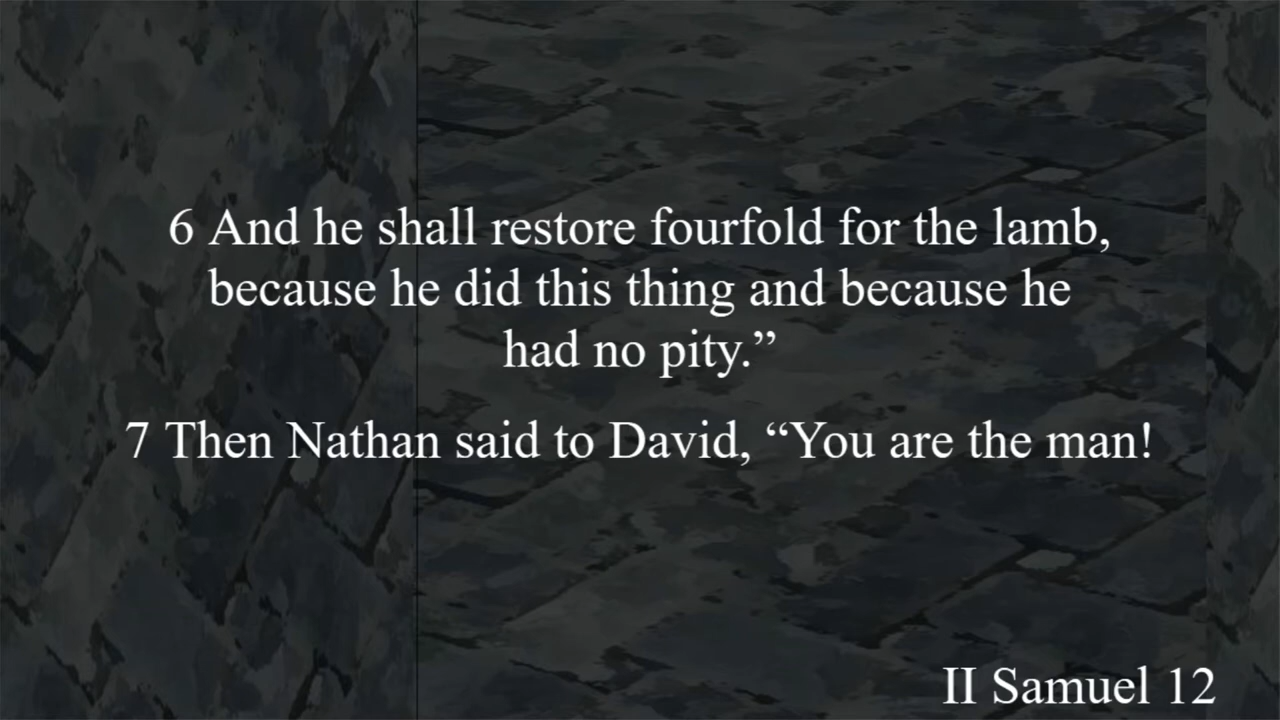 6 And he shall restore fourfold for the lamb,
because he did this thing and because he
had no pity.”
7 Then Nathan said to David, “You are the man!
II Samuel 12